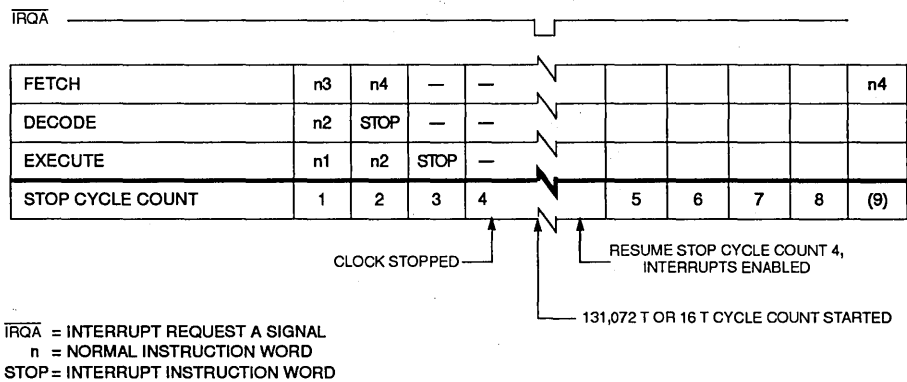 IRQA
FETCH n3 n4 — — n4
DECODE n2 STOP — —
EXECUTE n1 n2 STOP —
STOP CYCLE COUNT 1 2 3 4 5 6 7 8 (9)
CLOCK STOPPED
RESUME STOP CYCLE COUNT 4,
INTERRUPTS ENABLED
131,072 T OR 16 T CYCLE COUNT STARTED
IRQA = INTERRUPT REQUEST A SIGNAL
n = NORMAL INSTRUCTION WORD
STOP = INTERRUPT INSTRUCTION WORD